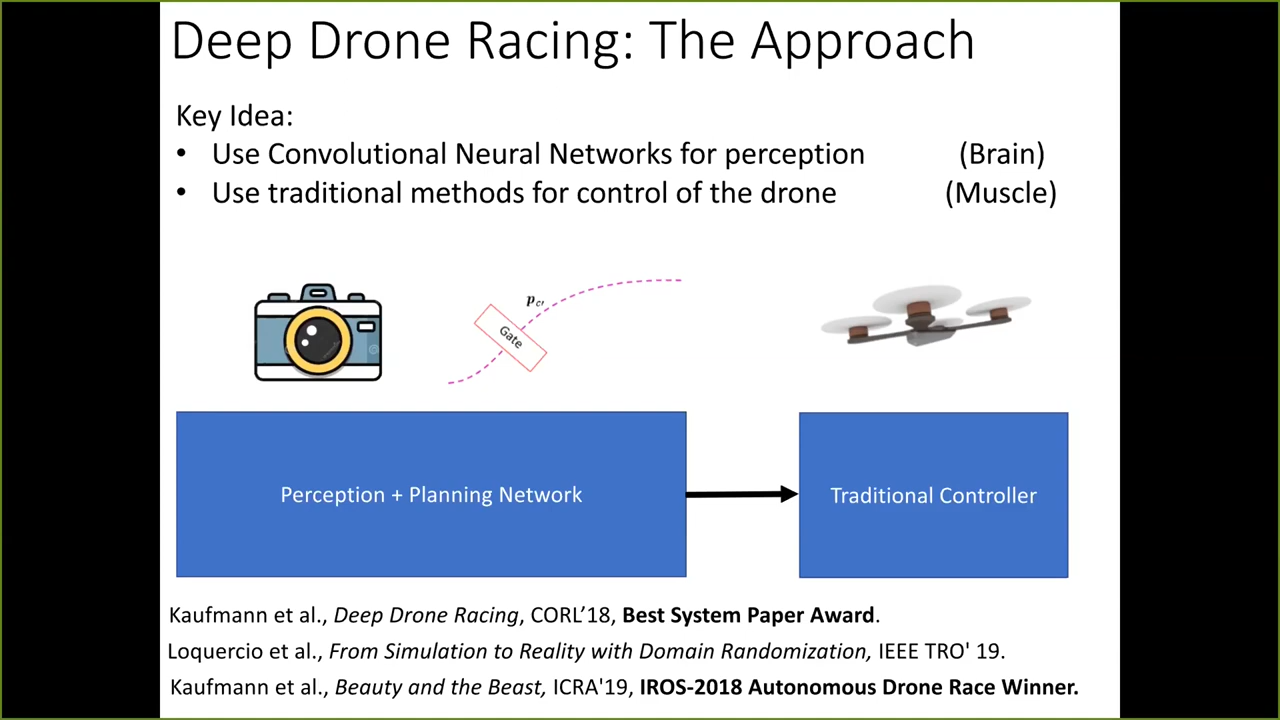 Deep Drone Racing: The Approach
Key Idea:
• Use Convolutional Neural Networks for perception (Brain)
• Use traditional methods for control of the drone (Muscle)
Gate
Perception + Planning Network
Traditional Controller
Kaufmann et al., Deep Drone Racing, CORL’18, Best System Paper Award.
Loquercio et al., From Simulation to Reality with Domain Randomization, IEEE TRO' 19.
Kaufmann et al., Beauty and the Beast, ICRA'19, IROS-2018 Autonomous Drone Race Winner.